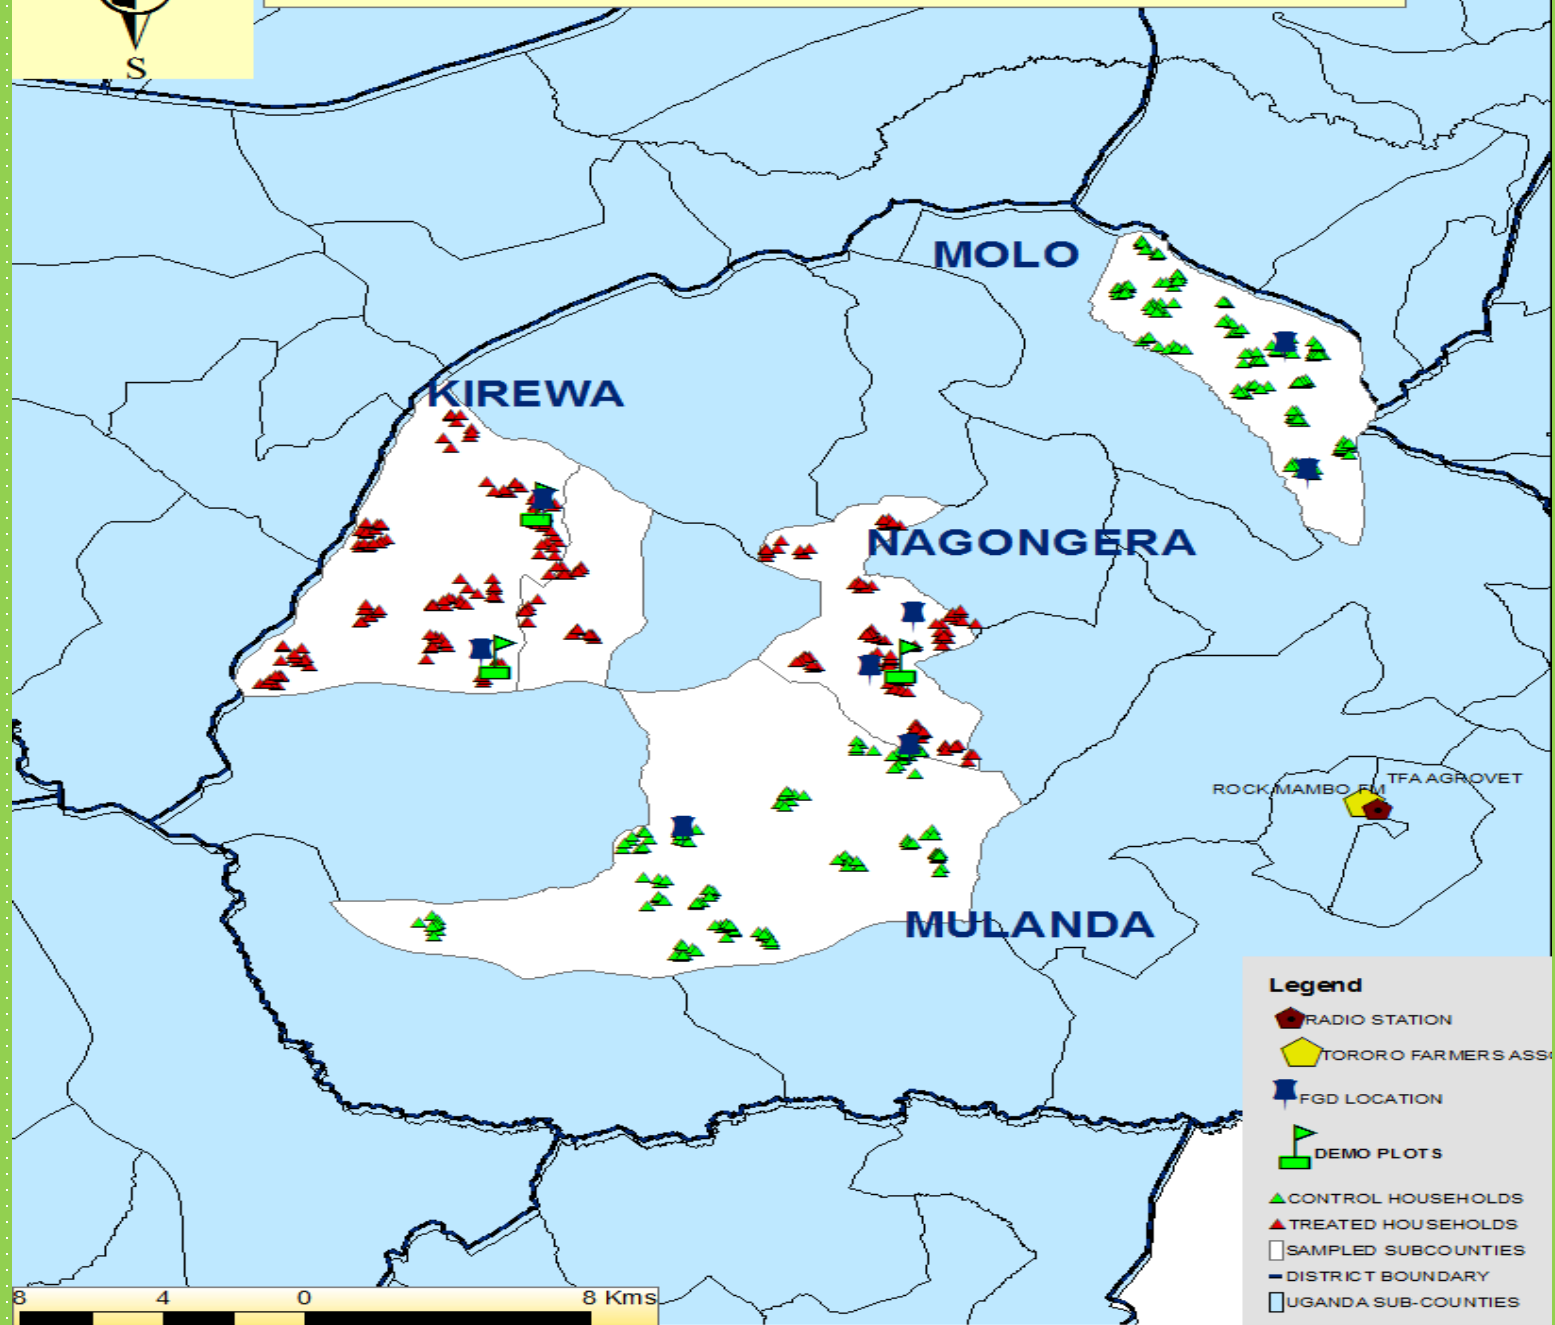 S
MOLO
KIREWA
NAGONGERA
TFA AGROVET
ROCK MAMBO FM
MULANDA
Legend
RADIO STATION
TORORO FARMERS ASSO
FGD LOCATION
DEMO PLOTS
CONTROL HOUSEHOLDS
TREATED HOUSEHOLDS
SAMPLED SUBCOUNTIES
DISTRICT BOUNDARY
UGANDA SUB-COUNTIES
8 4 0 8 Kms